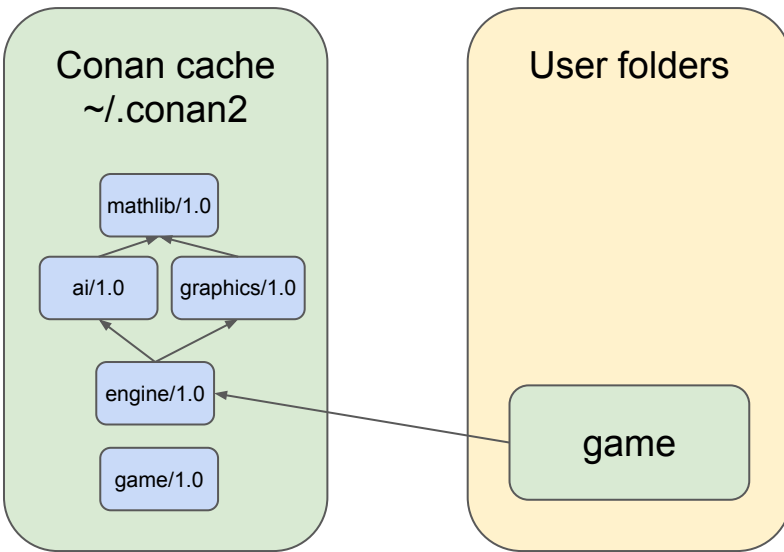 Conan cache
~/.conan2
mathlib/1.0
ai/1.0
graphics/1.0
engine/1.0
game/1.0
User folders
game